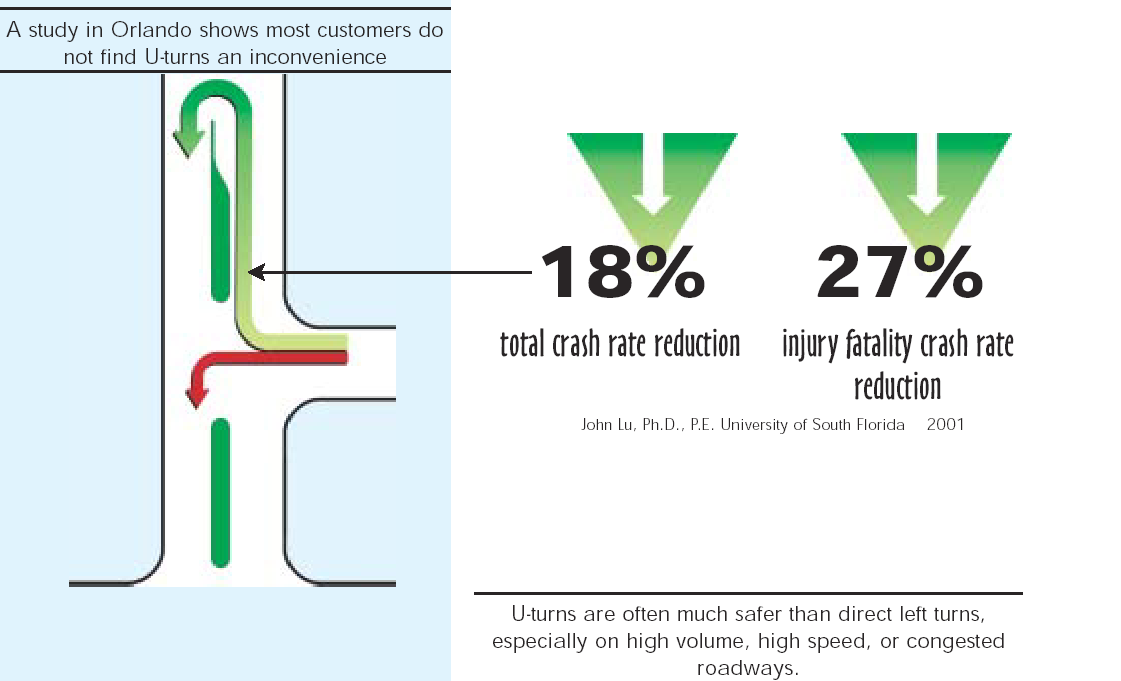 A study in Orlando shows most customers do
not find U-turns an inconvenience
18%
total crash rate reduction
27%
injury fatality crash rate
reduction
John Lu, Ph.D., P.E. University of South Florida 2001
U-turns are often much safer than direct left turns,
especially on high volume, high speed, or congested
roadways.